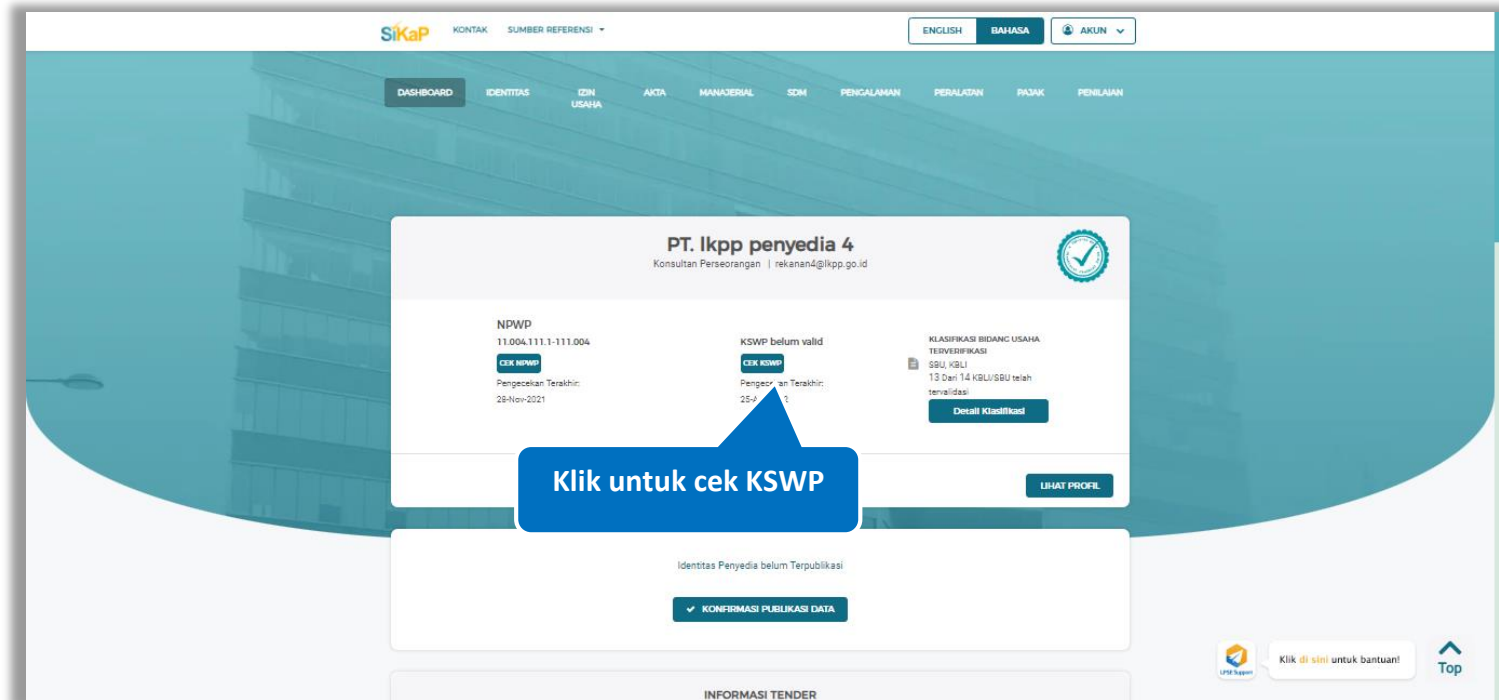 SiKaP KONTAK SUMBER REFERENSI ENGLISH BAHASA AKUN
DASHBOARD IDENTITAS IZIN USAHA AKTA MANAJERIAL SDM PENGALAMAN PERALATAN PAJAK PENILAIAN
PT. lkpp penyedia 4
Konsultan Perseorangan | rekanan4@lkpp.go.id
NPWP
11.004.111.1-111.004
CEK NPWP
Pengecekan Terakhir:
28-Nov-2021
KSWP belum valid
CEK KSWP
Pengecekan Terakhir:
KLASIFIKASI BIDANG USAHA
TERVERIFIKASI
SBU, KBLI
13 Dari 14 KBLI/SBU telah
tervalidasi
Detail Klasifikasi
Klik untuk cek KSWP
LIHAT PROFIL
Identitas Penyedia belum Terpublikasi
KONFIRMASI PUBLIKASI DATA
LPSE Support
Klik di sini untuk bantuan!
Top
INFORMASI TENDER